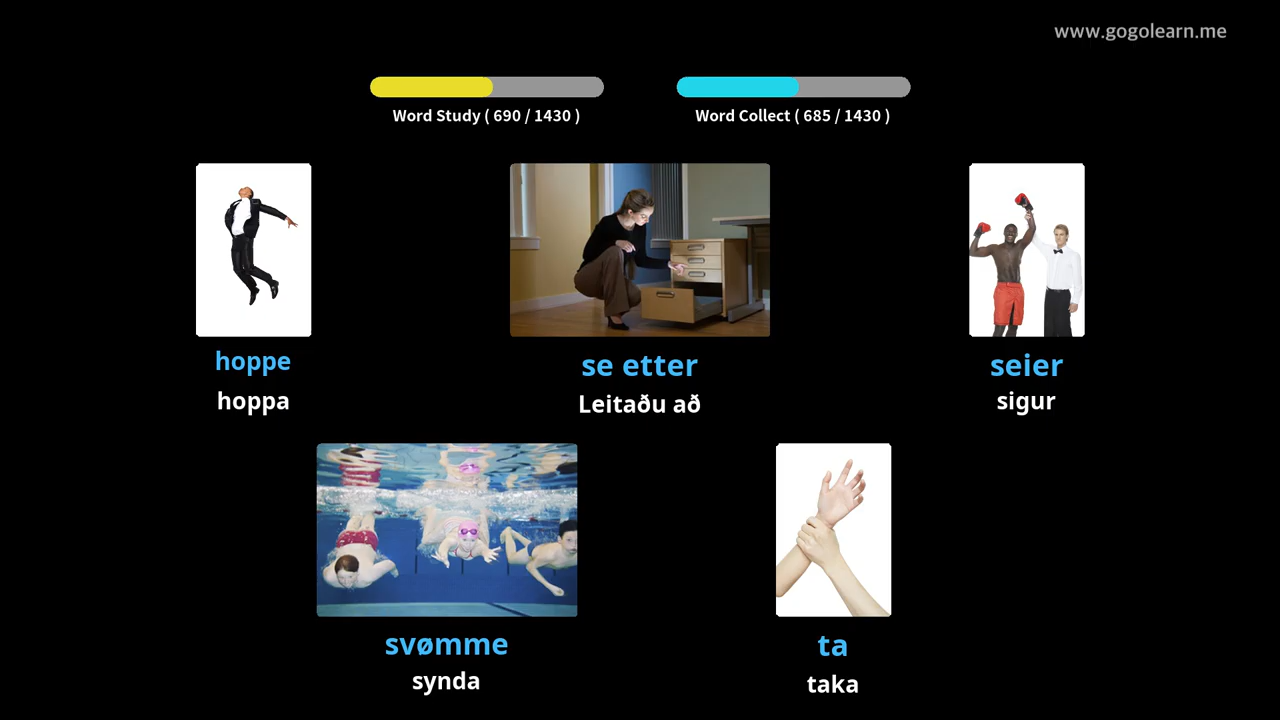 www.gogolearn.me
Word Study ( 690 / 1430 )
Word Collect ( 685 / 1430 )
hoppe
hoppa
se etter
Leitaðu að
seier
sigur
svømme
synda
ta
taka